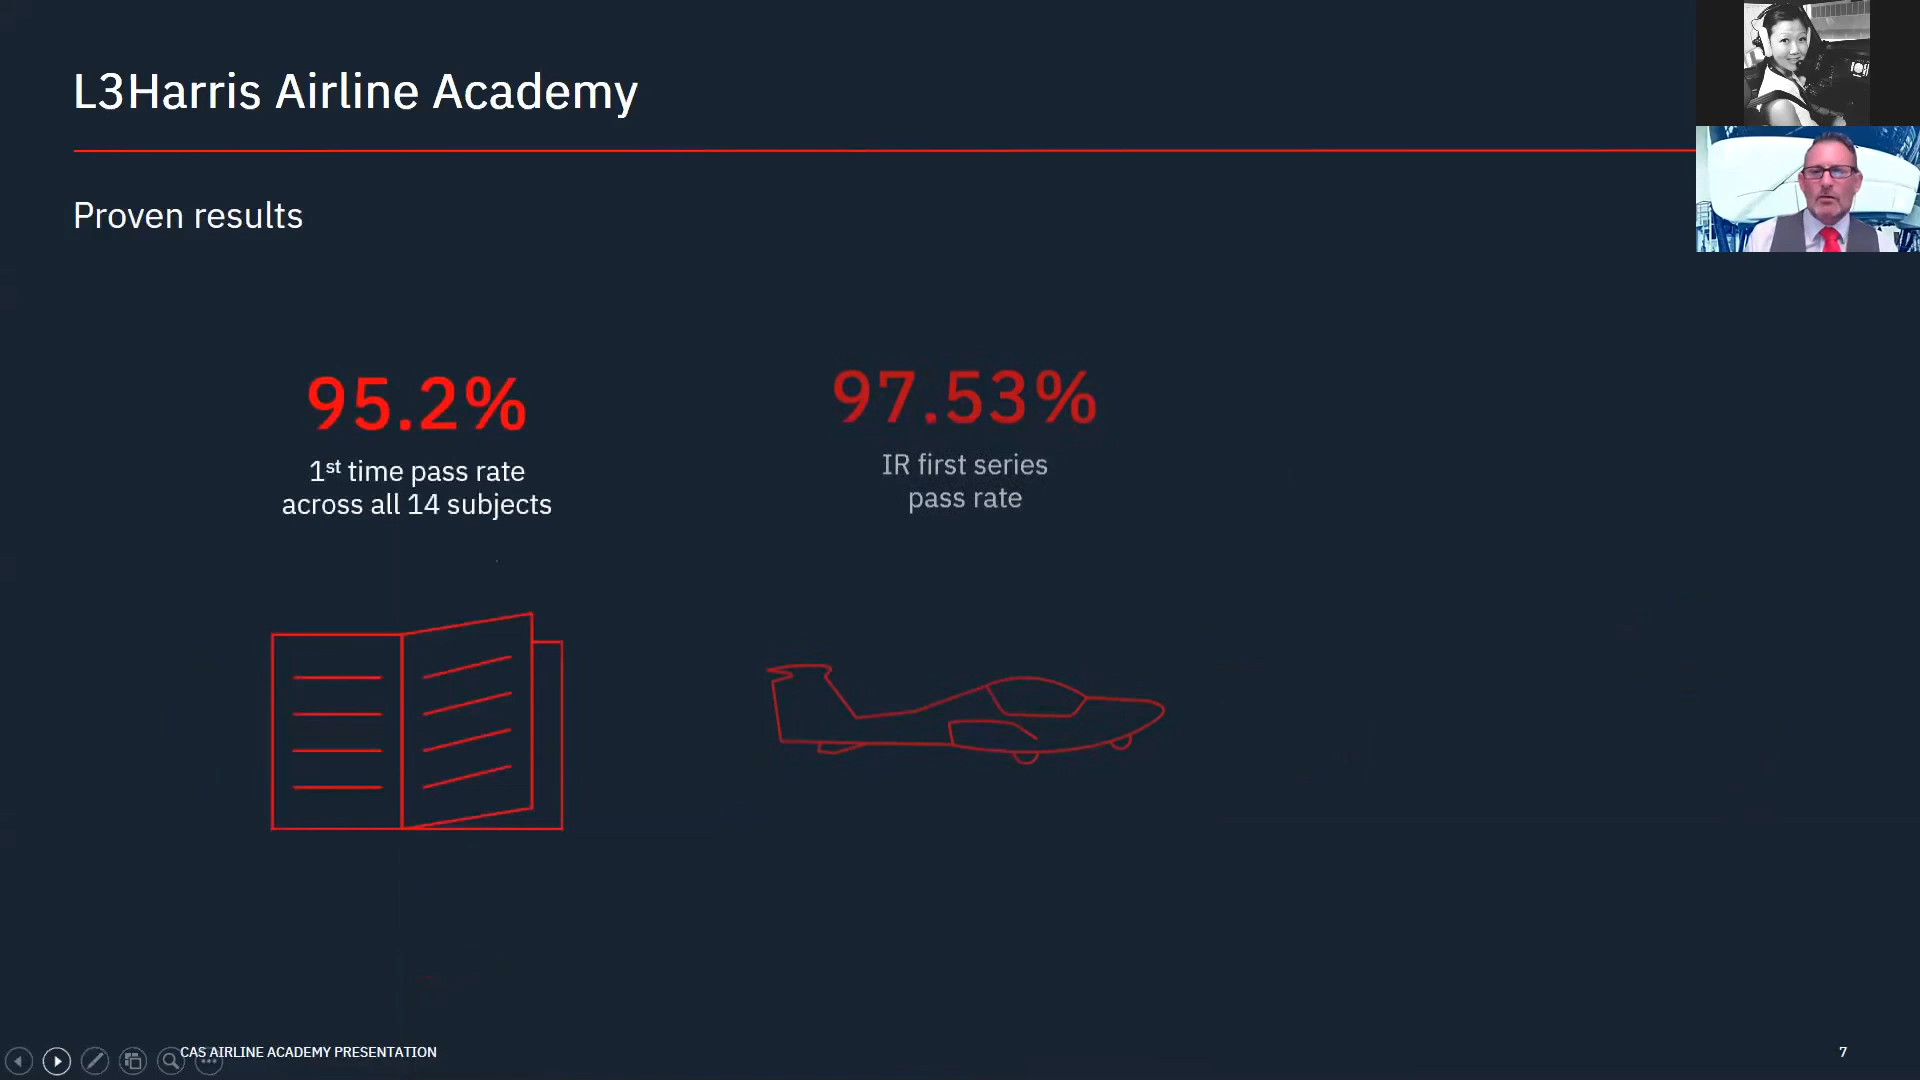 L3Harris Airline Academy
Proven results
95.2%
1st time pass rate
across all 14 subjects
97.53%
IR first series
pass rate
CAS AIRLINE ACADEMY PRESENTATION
7